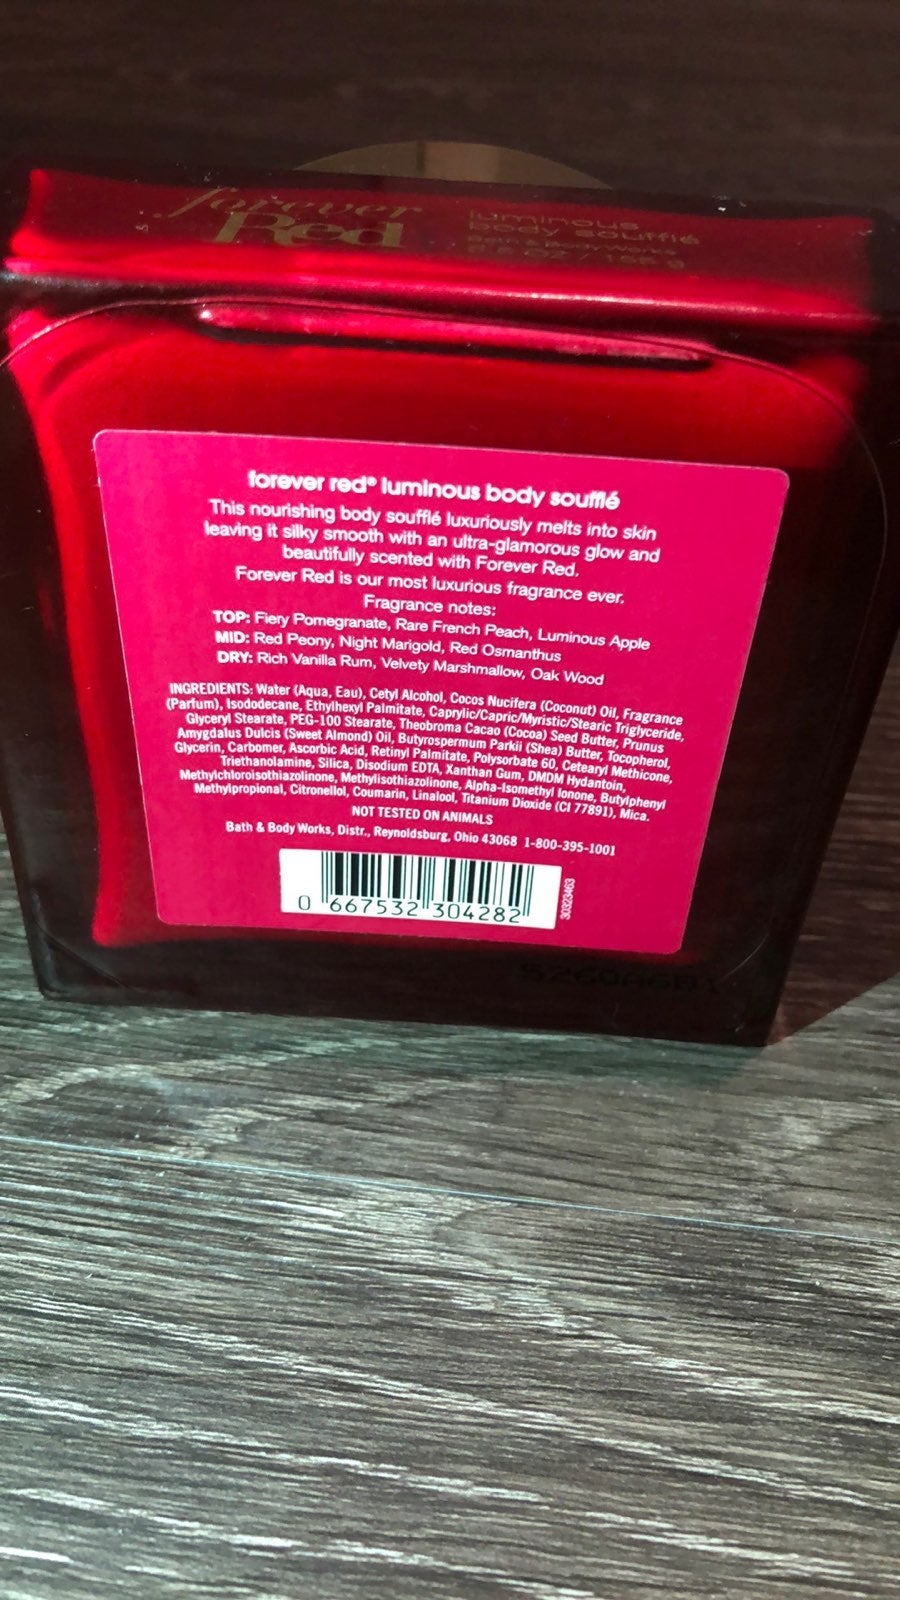 forever
Red
luminous
body soufflé
Bath & Body Works
forever red® luminous body soufflé
This nourishing body soufflé luxuriously melts into skin
leaving it silky smooth with an ultra-glamorous glow and
beautifully scented with Forever Red.
Forever Red is our most luxurious fragrance ever.
Fragrance notes:
TOP: Fiery Pomegranate, Rare French Peach, Luminous Apple
MID: Red Peony, Night Marigold, Red Osmanthus
DRY: Rich Vanilla Rum, Velvety Marshmallow, Oak Wood
INGREDIENTS: Water (Aqua, Eau), Cetyl Alcohol, Cocos Nucifera (Coconut) Oil, Fragrance
(Parfum), Isododecane, Ethylhexyl Palmitate, Caprylic/Capric/Myristic/Stearic Triglyceride,
Glyceryl Stearate, PEG-100 Stearate, Theobroma Cacao (Cocoa) Seed Butter, Prunus
Amygdalus Dulcis (Sweet Almond) Oil, Butyrospermum Parkii (Shea) Butter, Tocopherol,
Glycerin, Carbomer, Ascorbic Acid, Retinyl Palmitate, Polysorbate 60, Cetearyl Methicone,
Triethanolamine, Silica, Disodium EDTA, Xanthan Gum, DMDM Hydantoin,
Methylchloroisothiazolinone, Methylisothiazolinone, Alpha-Isomethyl Ionone, Butylphenyl
Methylpropional, Citronellol, Coumarin, Linalool, Titanium Dioxide (CI 77891), Mica.
NOT TESTED ON ANIMALS
Bath & Body Works, Distr., Reynoldsburg, Ohio 43068 1-800-395-1001
0 667532 304282
30323463